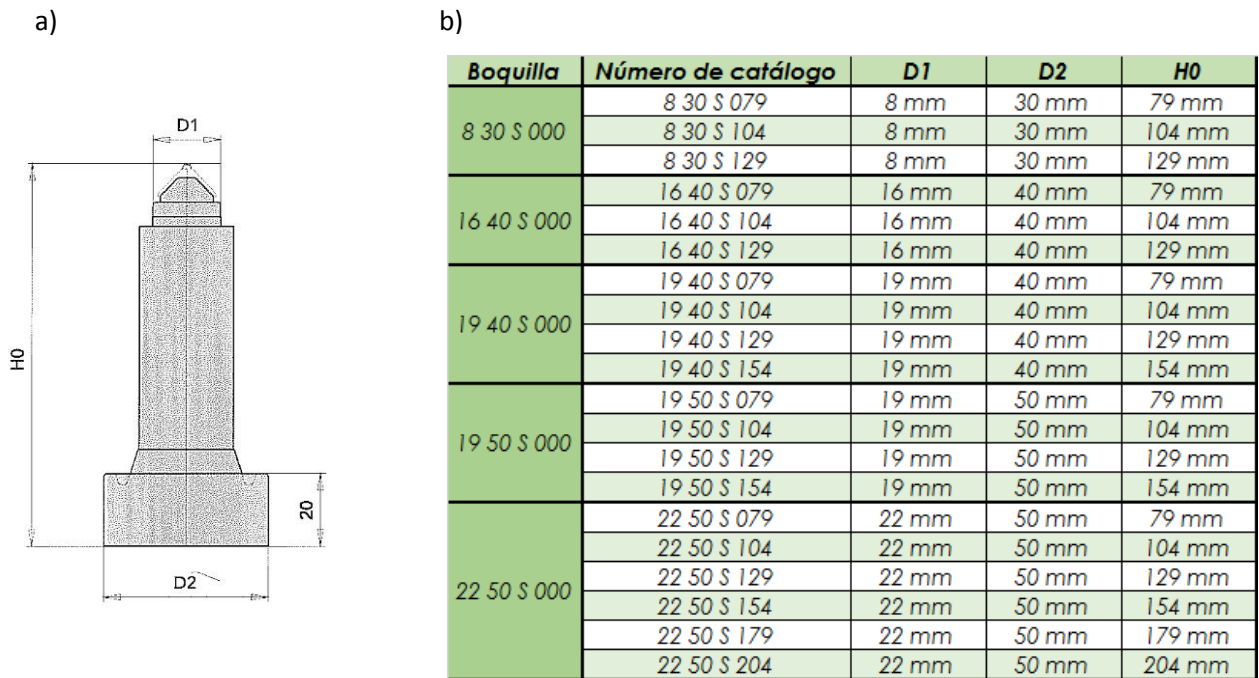 a)
b)
D1
H0
20
D2
Boquilla Número de catálogo D1 D2 H0
8 30 S 000
8 30 S 079 8 mm 30 mm 79 mm
8 30 S 104 8 mm 30 mm 104 mm
8 30 S 129 8 mm 30 mm 129 mm
16 40 S 000
16 40 S 079 16 mm 40 mm 79 mm
16 40 S 104 16 mm 40 mm 104 mm
16 40 S 129 16 mm 40 mm 129 mm
19 40 S 000
19 40 S 079 19 mm 40 mm 79 mm
19 40 S 104 19 mm 40 mm 104 mm
19 40 S 129 19 mm 40 mm 129 mm
19 40 S 154 19 mm 40 mm 154 mm
19 50 S 000
19 50 S 079 19 mm 50 mm 79 mm
19 50 S 104 19 mm 50 mm 104 mm
19 50 S 129 19 mm 50 mm 129 mm
19 50 S 154 19 mm 50 mm 154 mm
22 50 S 000
22 50 S 079 22 mm 50 mm 79 mm
22 50 S 104 22 mm 50 mm 104 mm
22 50 S 129 22 mm 50 mm 129 mm
22 50 S 154 22 mm 50 mm 154 mm
22 50 S 179 22 mm 50 mm 179 mm
22 50 S 204 22 mm 50 mm 204 mm